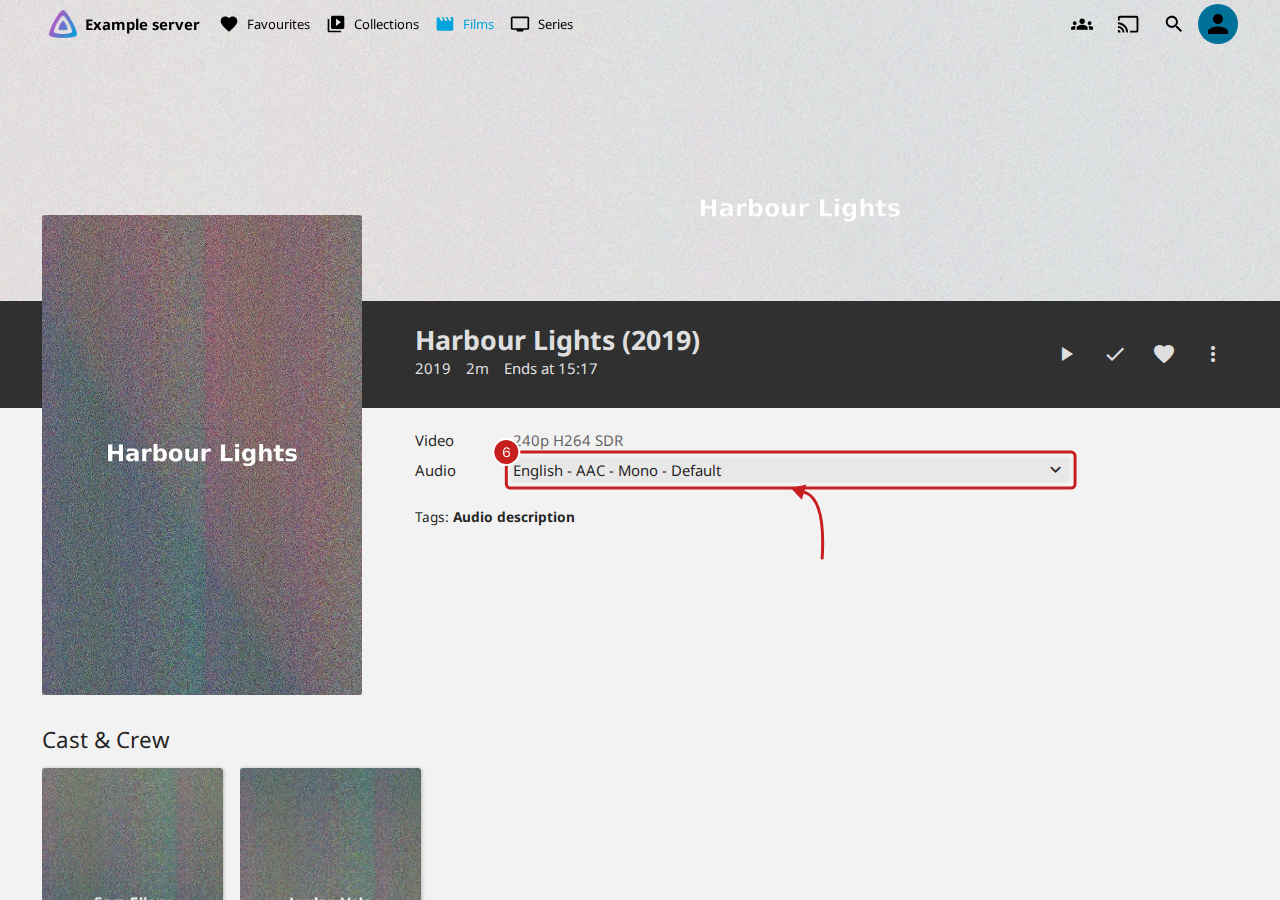 Example server
Favourites
Collections
Films
Series
Harbour Lights
Harbour Lights
Harbour Lights (2019)
2019 2m Ends at 15:17
Video 240p H264 SDR
6
Audio English - AAC - Mono - Default
Tags: Audio description
Cast & Crew